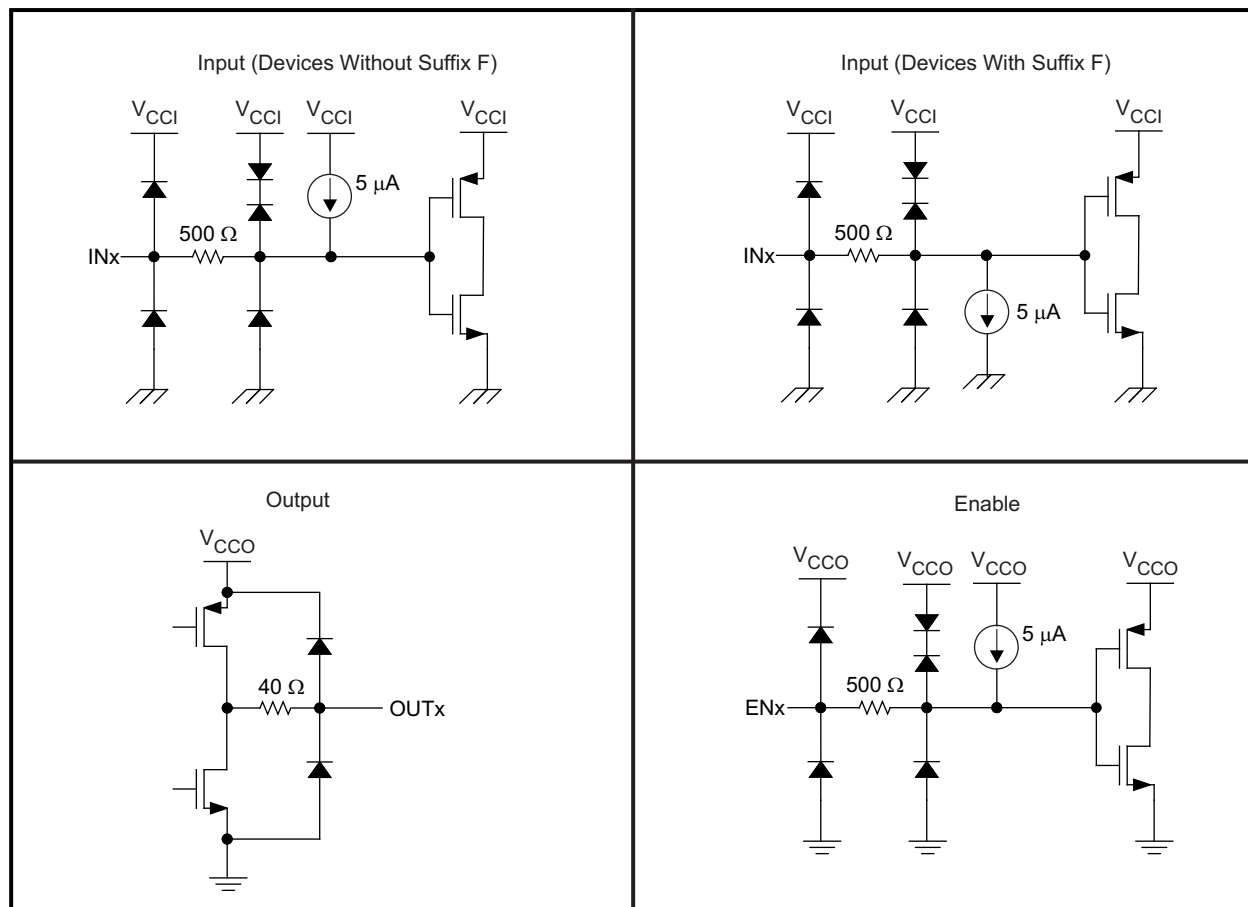 Input (Devices Without Suffix F)
V_CCI V_CCI V_CCI V_CCI
5 μA
500 Ω
INx
Input (Devices With Suffix F)
V_CCI V_CCI V_CCI
500 Ω
INx
5 μA
Output
V_CCO
40 Ω
OUTx
Enable
V_CCO V_CCO V_CCO V_CCO
5 μA
500 Ω
ENx